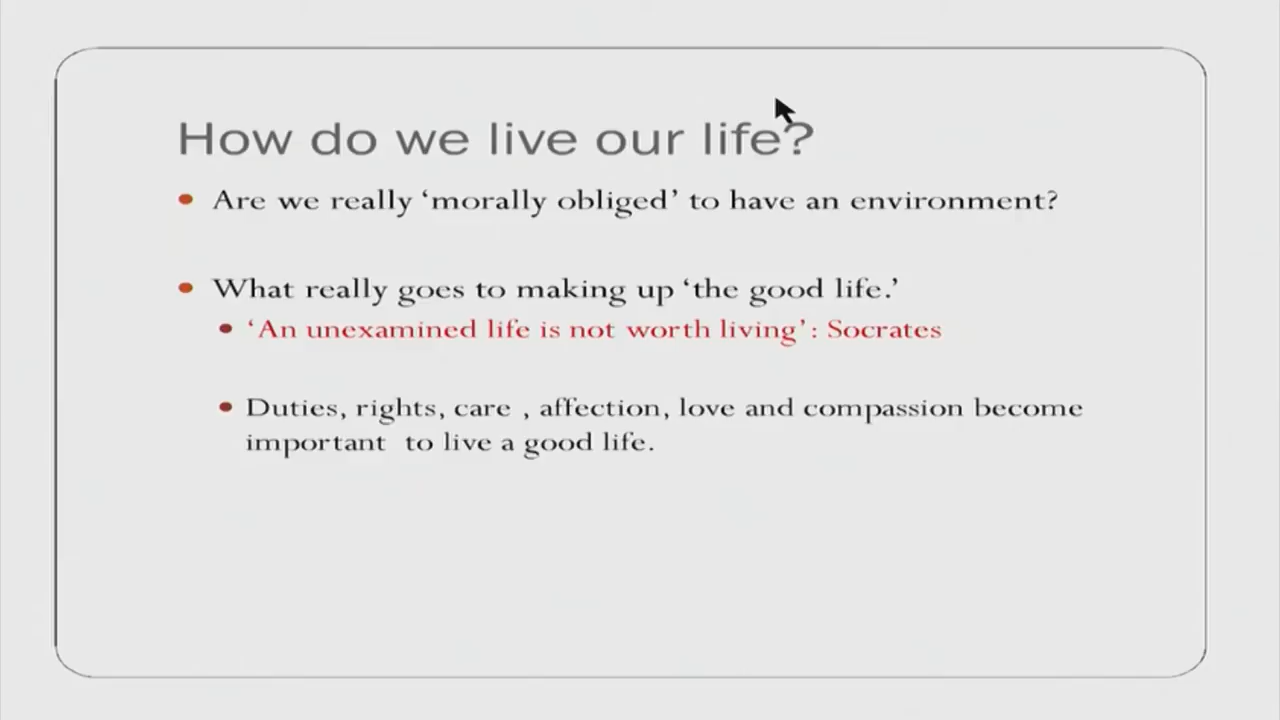 How do we live our life?
Are we really ‘morally obliged’ to have an environment?
What really goes to making up ‘the good life.’
‘An unexamined life is not worth living’: Socrates
Duties, rights, care , affection, love and compassion become
important to live a good life.